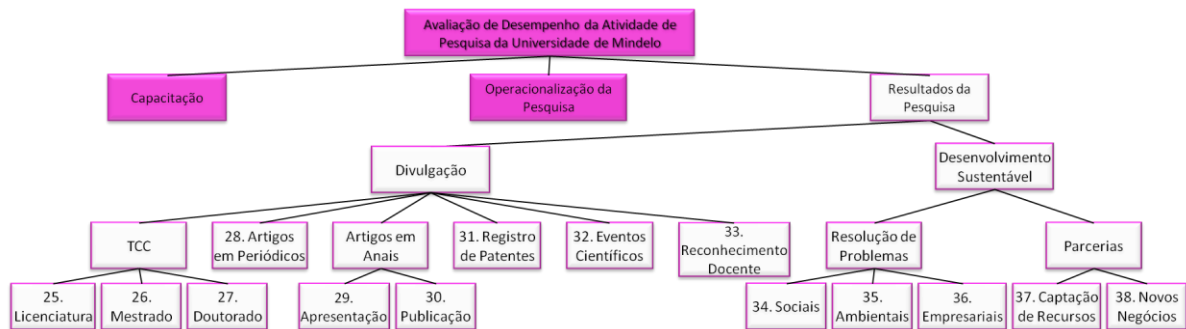 Avaliação de Desempenho da Atividade de
Pesquisa da Universidade de Mindelo
Capacitação
Operacionalização da
Pesquisa
Resultados da
Pesquisa
Divulgação
Desenvolvimento
Sustentável
TCC
28. Artigos
em Periódicos
Artigos em
Anais
31. Registro
de Patentes
32. Eventos
Científicos
33.
Reconhecimento
Docente
Resolução de
Problemas
Parcerias
25.
Licenciatura
26.
Mestrado
27.
Doutorado
29.
Apresentação
30.
Publicação
34. Sociais
35.
Ambientais
36.
Empresariais
37. Captação
de Recursos
38. Novos
Negócios